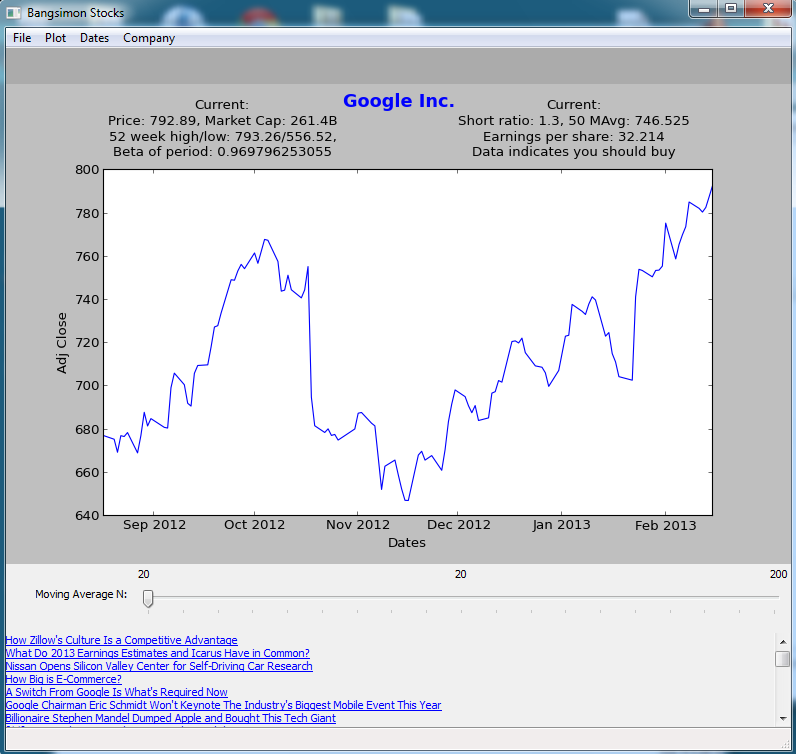 Bangsimon Stocks
File Plot Dates Company
Google Inc.
Current:
Price: 792.89, Market Cap: 261.4B
52 week high/low: 793.26/556.52,
Beta of period: 0.969796253055
Current:
Short ratio: 1.3, 50 MAvg: 746.525
Earnings per share: 32.214
Data indicates you should buy
800
780
760
740
720
700
680
660
640
Adj Close
Sep 2012 Oct 2012 Nov 2012 Dec 2012 Jan 2013 Feb 2013
Dates
20 20 200
Moving Average N:
How Zillow's Culture Is a Competitive Advantage
What Do 2013 Earnings Estimates and Icarus Have in Common?
Nissan Opens Silicon Valley Center for Self-Driving Car Research
How Big is E-Commerce?
A Switch From Google Is What's Required Now
Google Chairman Eric Schmidt Won't Keynote The Industry's Biggest Mobile Event This Year
Billionaire Stephen Mandel Dumped Apple and Bought This Tech Giant